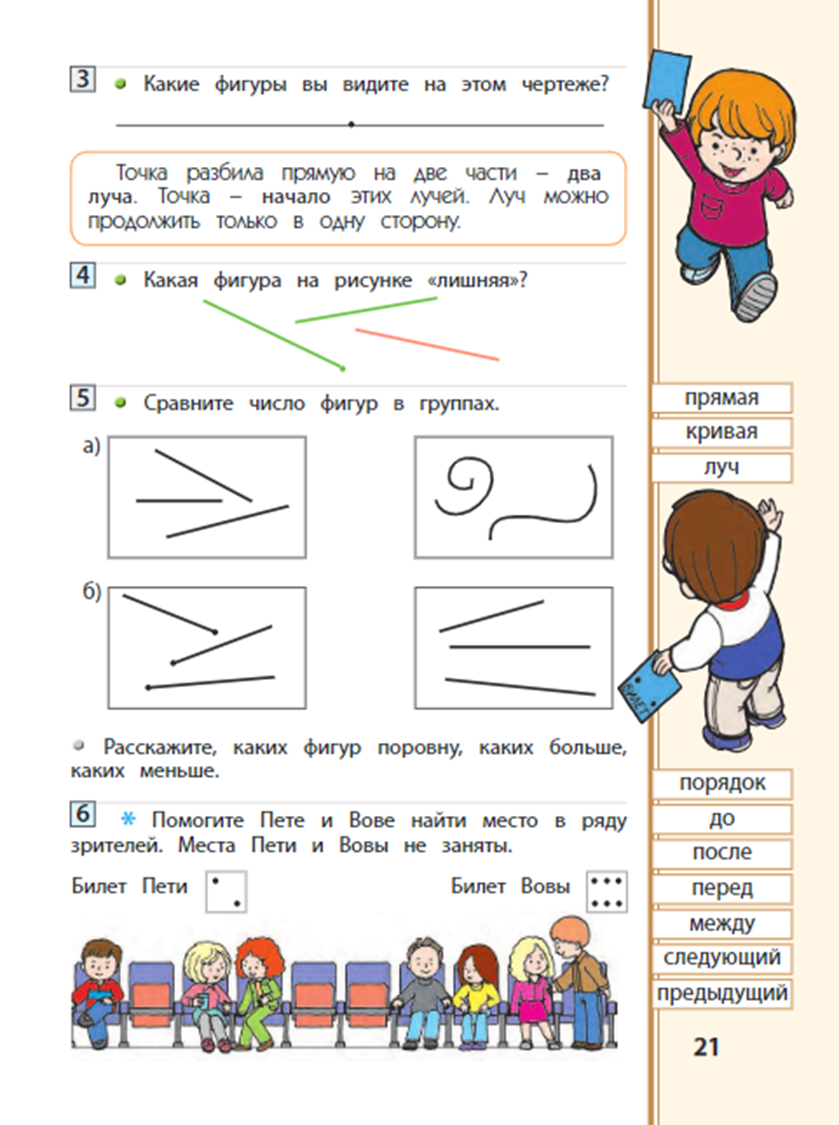 3 Какие фигуры вы видите на этом чертеже?
Точка разбила прямую на две части – два
луча. Точка – начало этих лучей. Луч можно
продолжить только в одну сторону.
4 Какая фигура на рисунке «лишняя»?
5 Сравните число фигур в группах.
а)
б)
Расскажите, каких фигур поровну, каких больше,
каких меньше.
6 * Помогите Пете и Вове найти место в ряду
зрителей. Места Пети и Вовы не заняты.
Билет Пети
Билет Вовы
прямая
кривая
луч
БИЛЕТ
порядок
до
после
перед
между
следующий
предыдущий
21